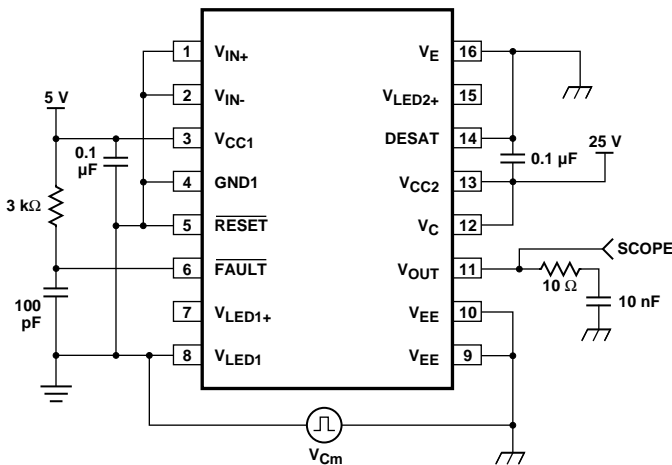 1 V_IN+
2 V_IN-
3 V_CC1
4 GND1
5 RESET
6 FAULT
7 V_LED1+
8 V_LED1
V_E 16
V_LED2+ 15
DESAT 14
V_CC2 13
V_C 12
V_OUT 11
V_EE 10
V_EE 9
5 V
0.1
µF
3 kΩ
100
pF
0.1 µF
25 V
SCOPE
10 Ω
10 nF
V_Cm